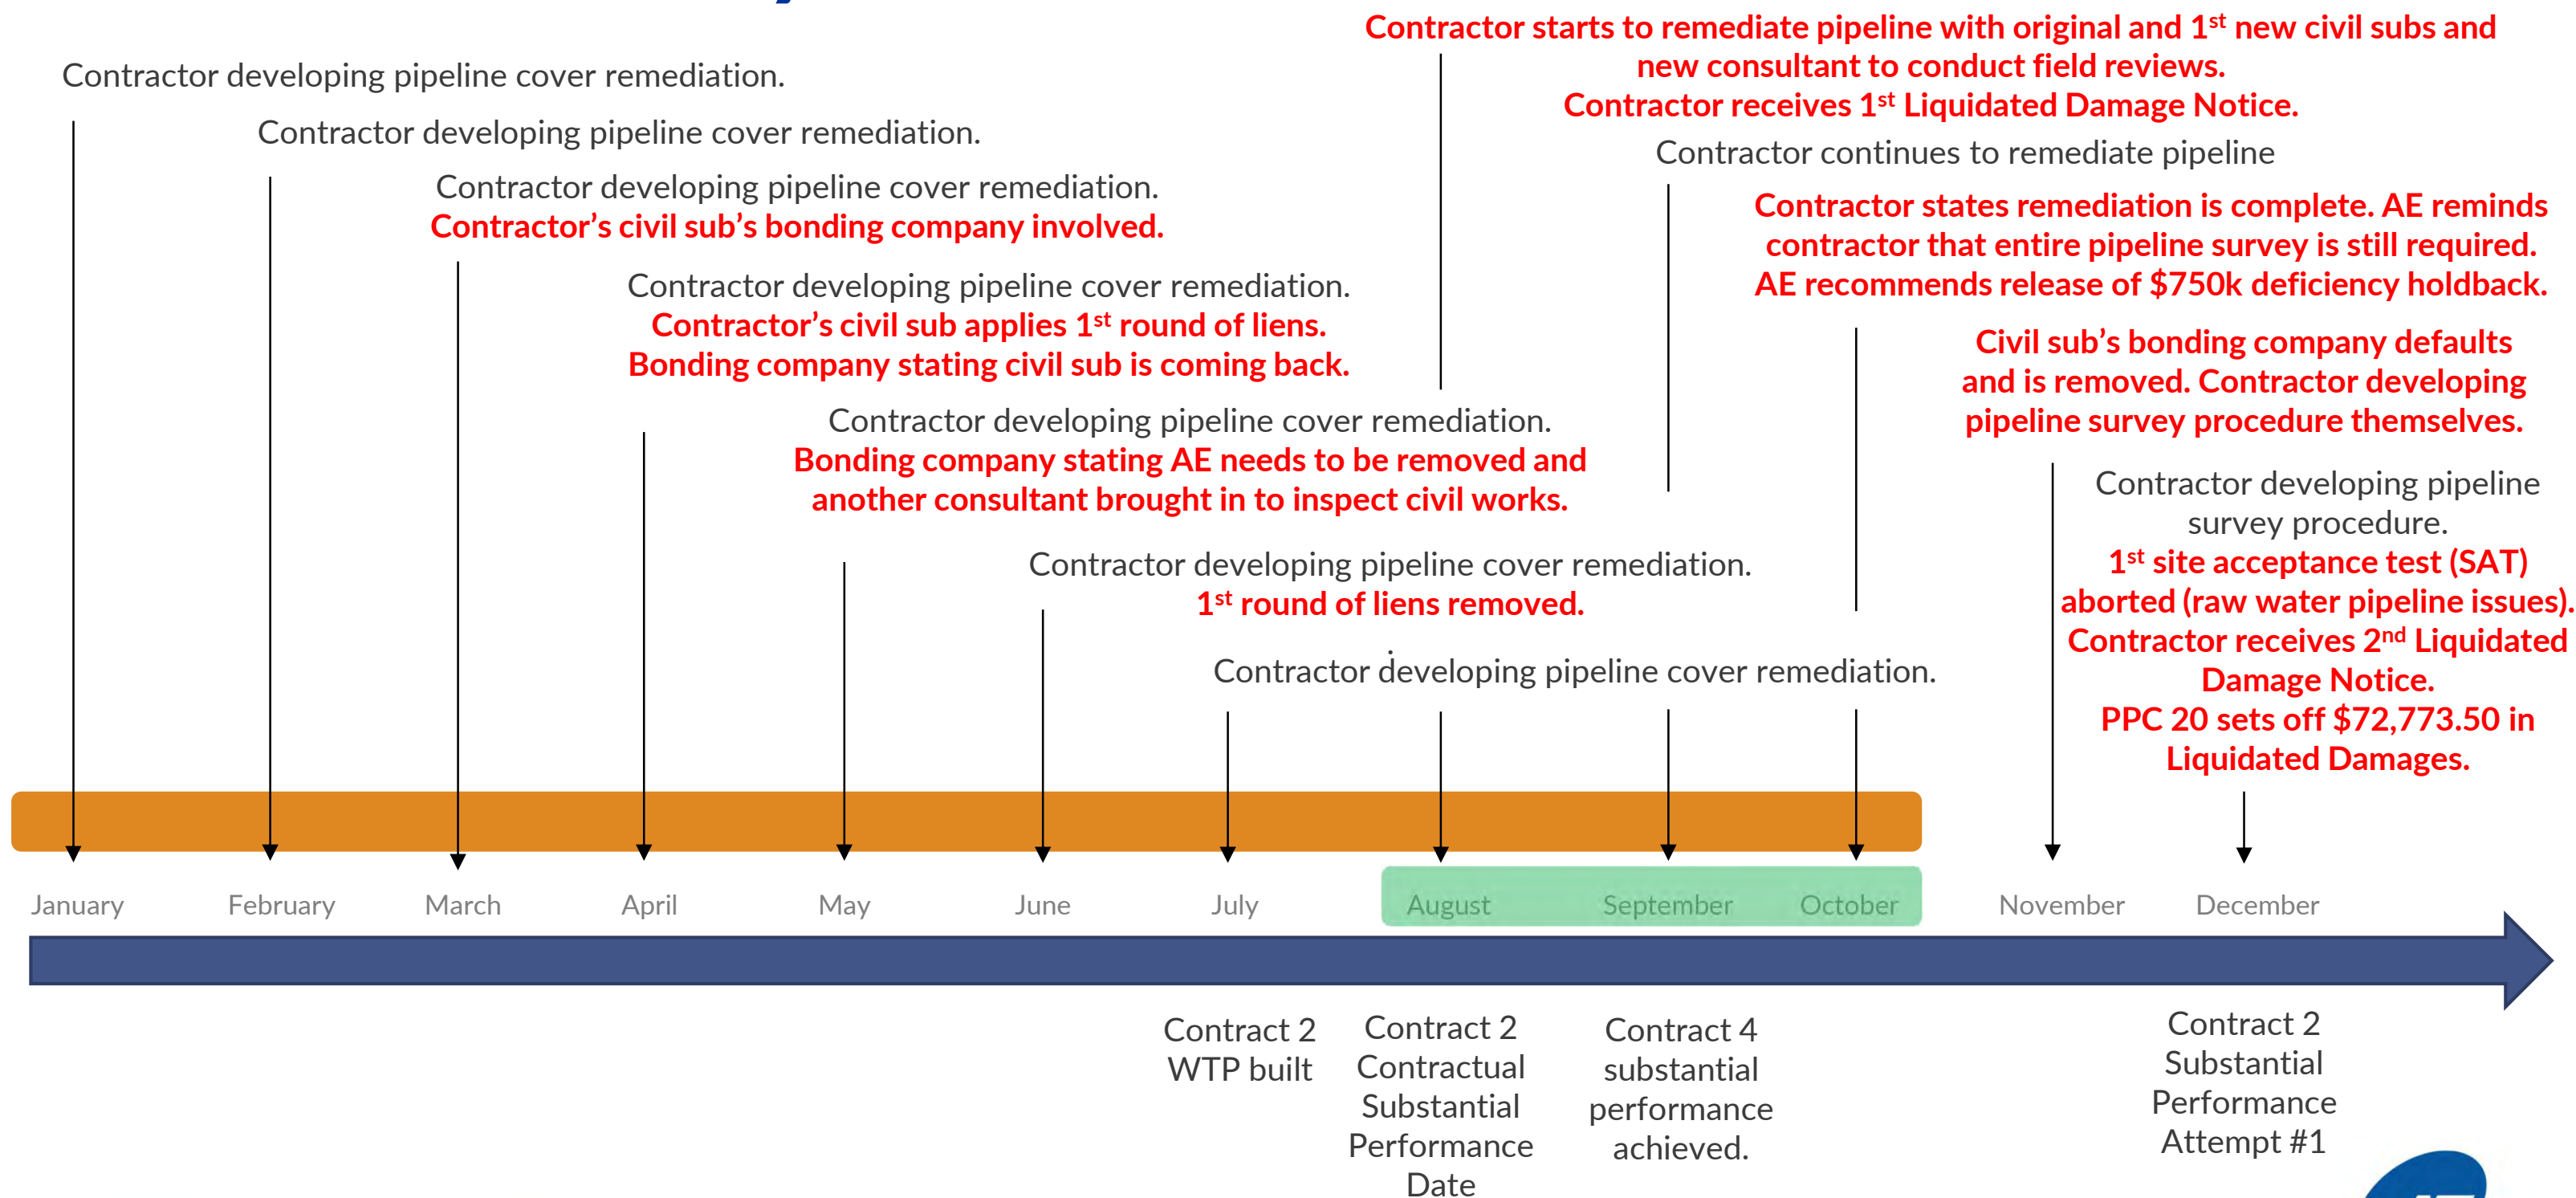 Contractor developing pipeline cover remediation.
Contractor developing pipeline cover remediation.
Contractor developing pipeline cover remediation.
Contractor’s civil sub’s bonding company involved.
Contractor developing pipeline cover remediation.
Contractor’s civil sub applies 1st round of liens.
Bonding company stating civil sub is coming back.
Contractor developing pipeline cover remediation.
Bonding company stating AE needs to be removed and
another consultant brought in to inspect civil works.
Contractor developing pipeline cover remediation.
1st round of liens removed.
.
Contractor developing pipeline cover remediation.
Contractor starts to remediate pipeline with original and 1st new civil subs and
new consultant to conduct field reviews.
Contractor receives 1st Liquidated Damage Notice.
Contractor continues to remediate pipeline
Contractor states remediation is complete. AE reminds
contractor that entire pipeline survey is still required.
AE recommends release of $750k deficiency holdback.
Civil sub’s bonding company defaults
and is removed. Contractor developing
pipeline survey procedure themselves.
Contractor developing pipeline
survey procedure.
1st site acceptance test (SAT)
aborted (raw water pipeline issues).
Contractor receives 2nd Liquidated
Damage Notice.
PPC 20 sets off $72,773.50 in
Liquidated Damages.
January
February
March
April
May
June
July
August
September
October
November
December
Contract 2
WTP built
Contract 2
Contractual
Substantial
Performance
Date
Contract 4
substantial
performance
achieved.
Contract 2
Substantial
Performance
Attempt #1